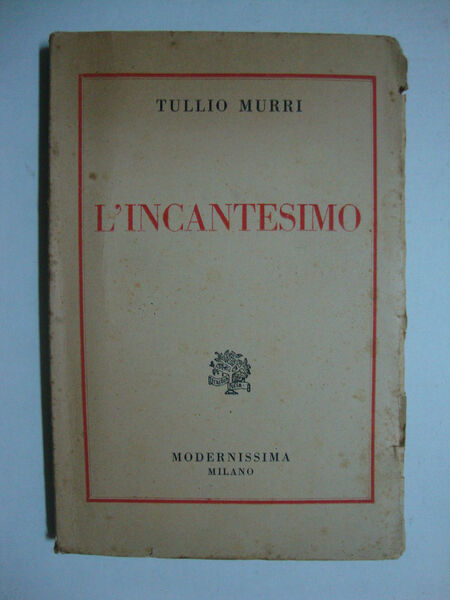 TULLIO MURRI
L'INCANTESIMO
MODERNISSIMA
MILANO